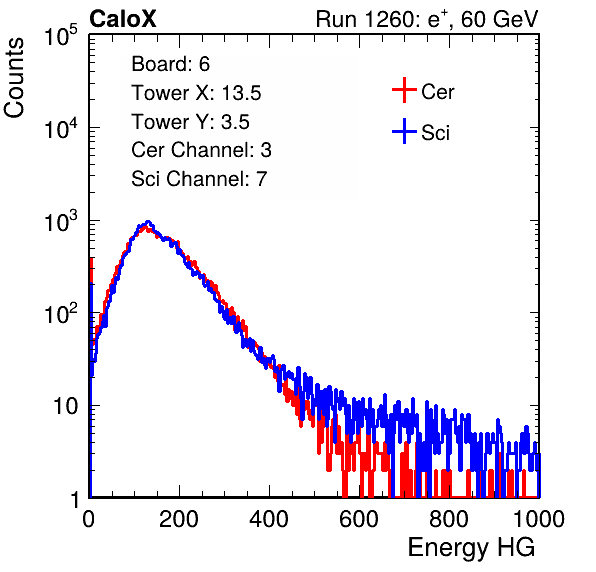 CaloX Run 1260: e⁺, 60 GeV
Counts
Board: 6
Tower X: 13.5
Tower Y: 3.5
Cer Channel: 3
Sci Channel: 7
Cer
Sci
10⁵
10⁴
10³
10²
10
1
0 200 400 600 800 1000
Energy HG